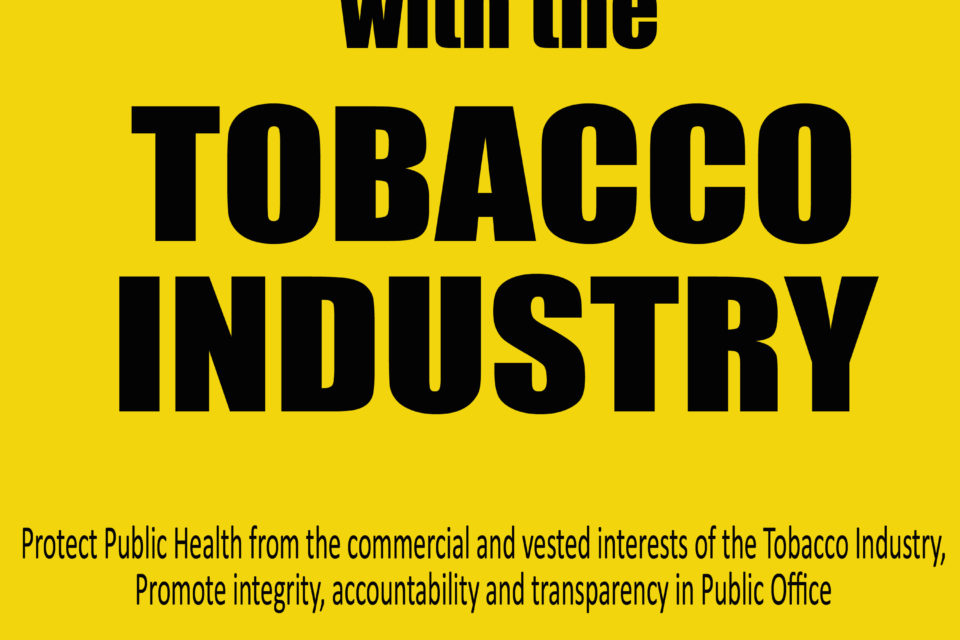 with the
TOBACCO
INDUSTRY
Protect Public Health from the commercial and vested interests of the Tobacco Industry,
Promote integrity, accountability and transparency in Public Office